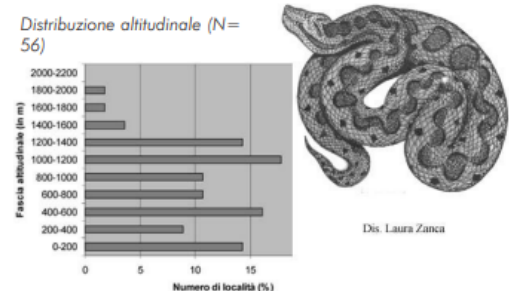 Distribuzione altitudinale (N=
56)
2000-2200
1800-2000
1600-1800
1400-1600
1200-1400
1000-1200
800-1000
600-800
400-600
200-400
0-200
Fascia altitudinale (in m)
0 5 10 15
Numero di località (%)
Dis. Laura Zanca